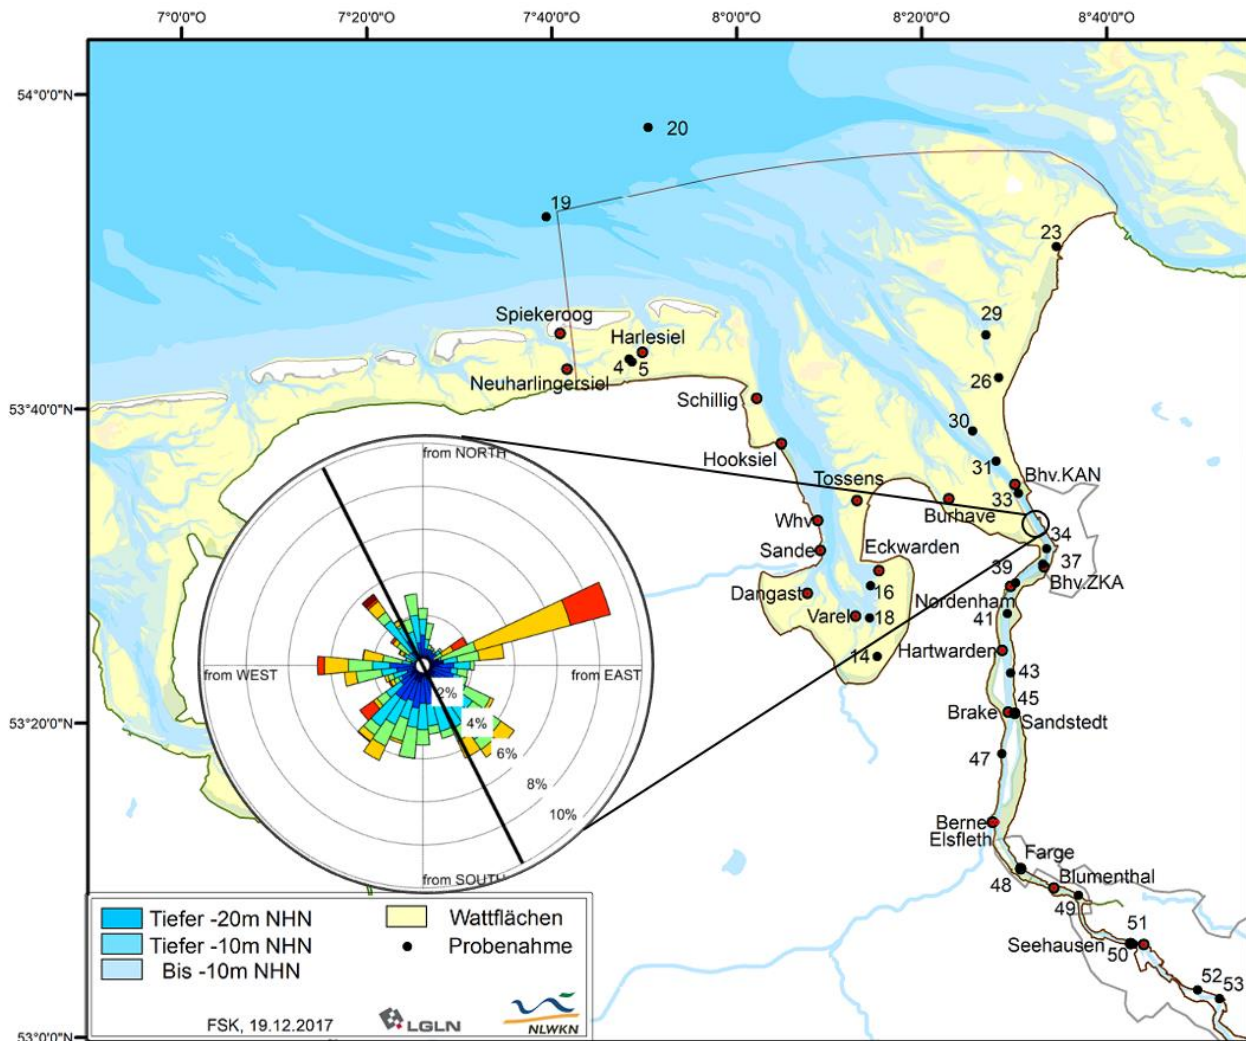 7°0'0"O
7°20'0"O
7°40'0"O
8°0'0"O
8°20'0"O
8°40'0"O
54°0'0"N
53°40'0"N
53°20'0"N
53°0'0"N
20
19
23
29
26
30
31
33
34
37
39
41
43
45
47
48
49
50
51
52
53
4
5
16
18
14
Spiekeroog
Harlesiel
Neuharlingersiel
Schillig
Hooksiel
Tossens
Bhv.KAN
Burhave
Whv
Sande
Eckwarden
Dangast
Varel
Bhv.ZKA
Nordenham
Hartwarden
Brake
Sandstedt
Berne
Elsfleth
Farge
Blumenthal
Seehausen
from NORTH
from WEST
from EAST
from SOUTH
2%
4%
6%
8%
10%
Tiefer -20m NHN
Tiefer -10m NHN
Bis -10m NHN
Wattflächen
Probenahme
FSK, 19.12.2017
LGLN
NLWKN